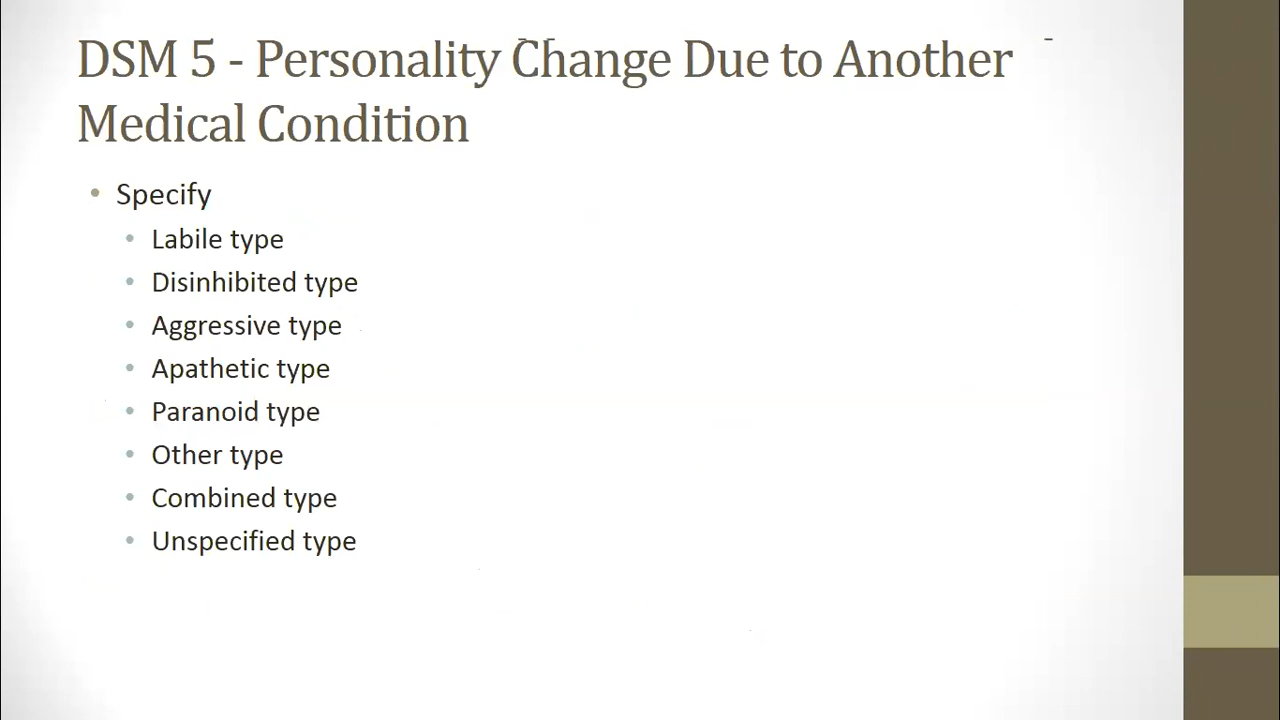 DSM 5 - Personality Change Due to Another
Medical Condition
• Specify
• Labile type
• Disinhibited type
• Aggressive type
• Apathetic type
• Paranoid type
• Other type
• Combined type
• Unspecified type